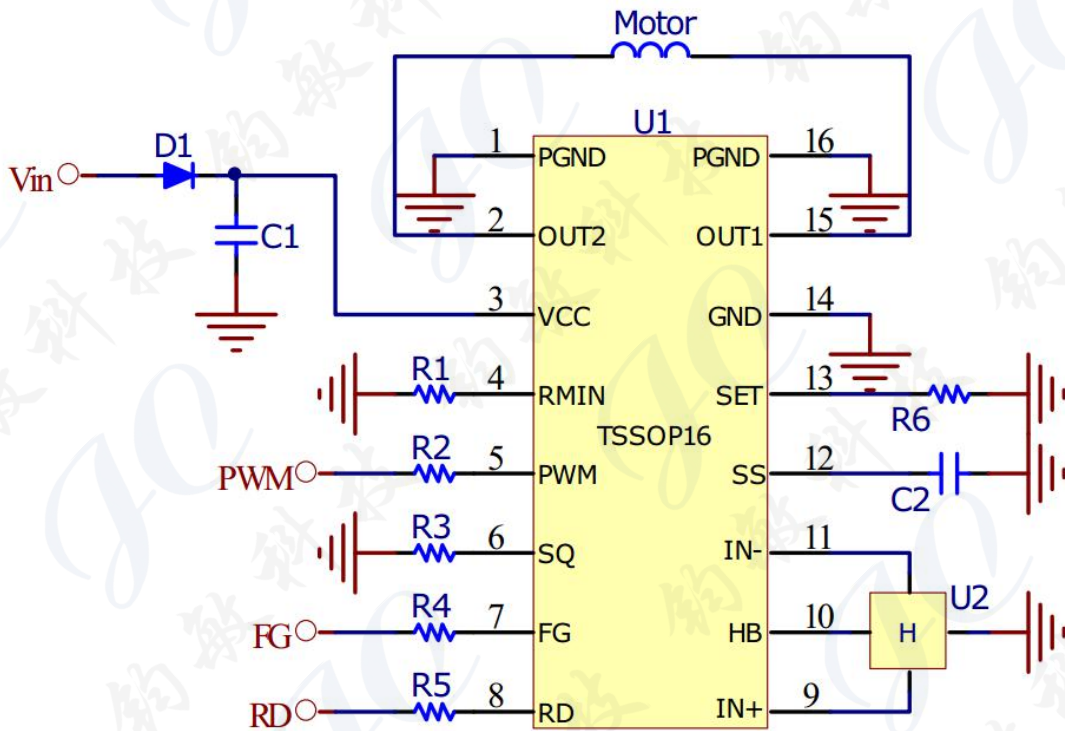 Motor
U1
D1
Vin
C1
1 PGND PGND 16
2 OUT2 OUT1 15
3 VCC GND 14
R1 4 RMIN SET 13 R6
TSSOP16
PWM R2 5 PWM SS 12 C2
R3 6 SQ IN- 11
U2
FG R4 7 FG HB 10 H
RD R5 8 RD IN+ 9